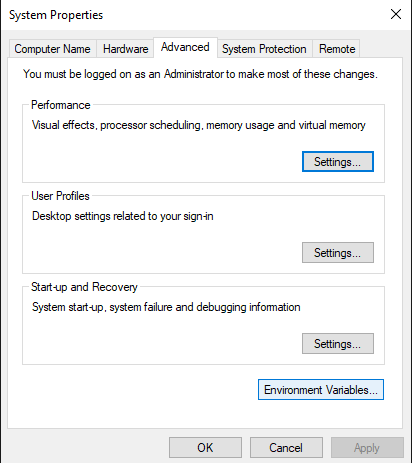 System Properties
Computer Name Hardware Advanced System Protection Remote
You must be logged on as an Administrator to make most of these changes.
Performance
Visual effects, processor scheduling, memory usage and virtual memory
Settings...
User Profiles
Desktop settings related to your sign-in
Settings...
Start-up and Recovery
System start-up, system failure and debugging information
Settings...
Environment Variables...
OK Cancel Apply